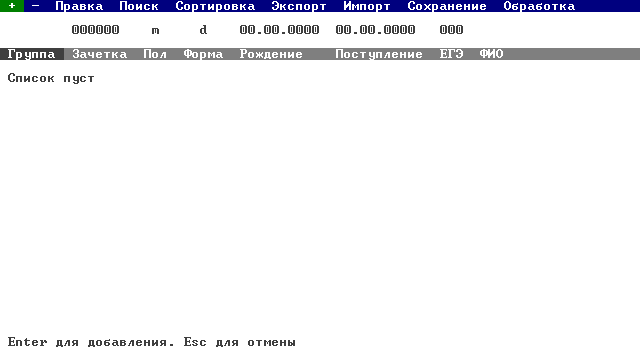 + – Правка Поиск Сортировка Экспорт Импорт Сохранение Обработка
000000 m d 00.00.0000 00.00.0000 000
Группа Зачетка Пол Форма Рождение Поступление ЕГЭ ФИО
Список пуст
Enter для добавления. Esc для отмены